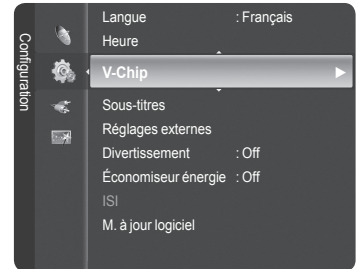 Configuration
Langue : Français
Heure
V-Chip
Sous-titres
Réglages externes
Divertissement : Off
Économiseur énergie : Off
ISI
M. à jour logiciel